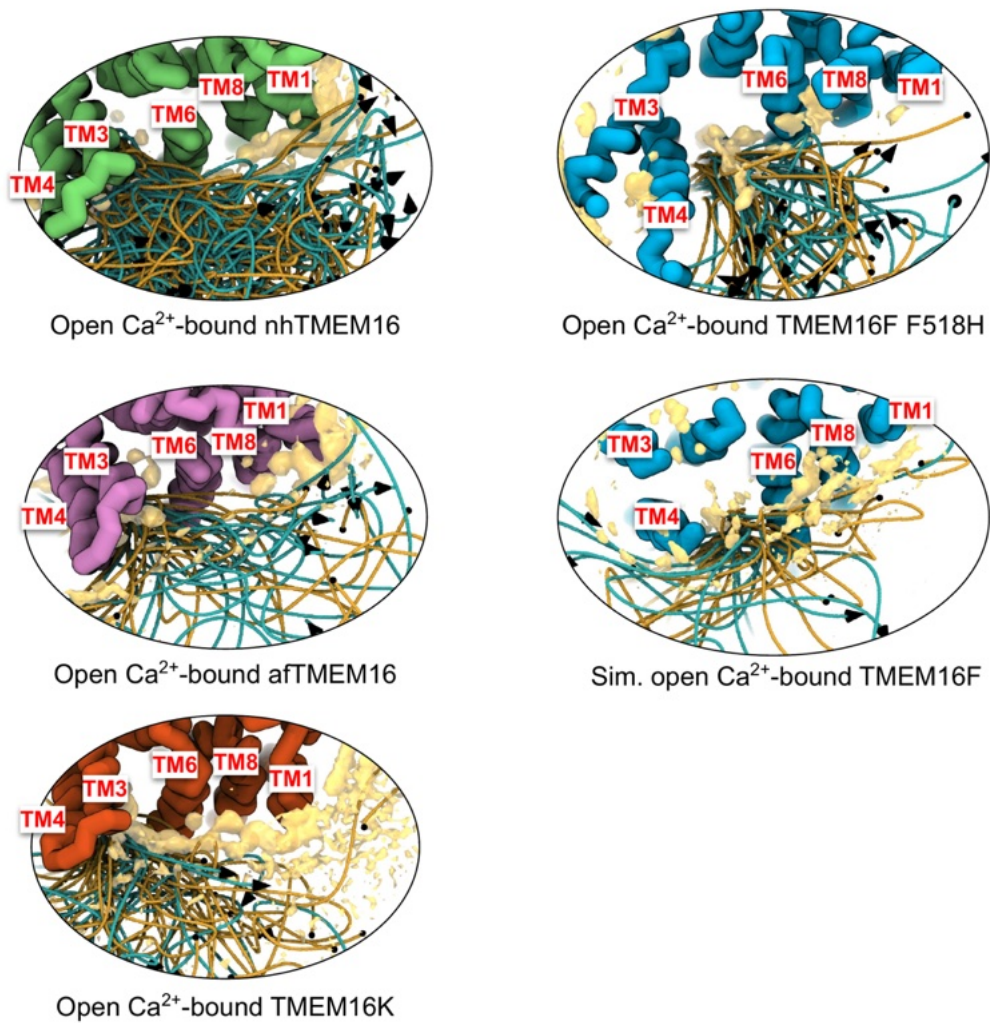 TM1
TM8
TM6
TM3
TM4
Open Ca²⁺-bound nhTMEM16
TM6
TM8
TM1
TM3
TM4
Open Ca²⁺-bound TMEM16F F518H
TM1
TM6
TM8
TM3
TM4
Open Ca²⁺-bound afTMEM16
TM1
TM3
TM8
TM6
TM4
Sim. open Ca²⁺-bound TMEM16F
TM6
TM8
TM1
TM3
TM4
Open Ca²⁺-bound TMEM16K